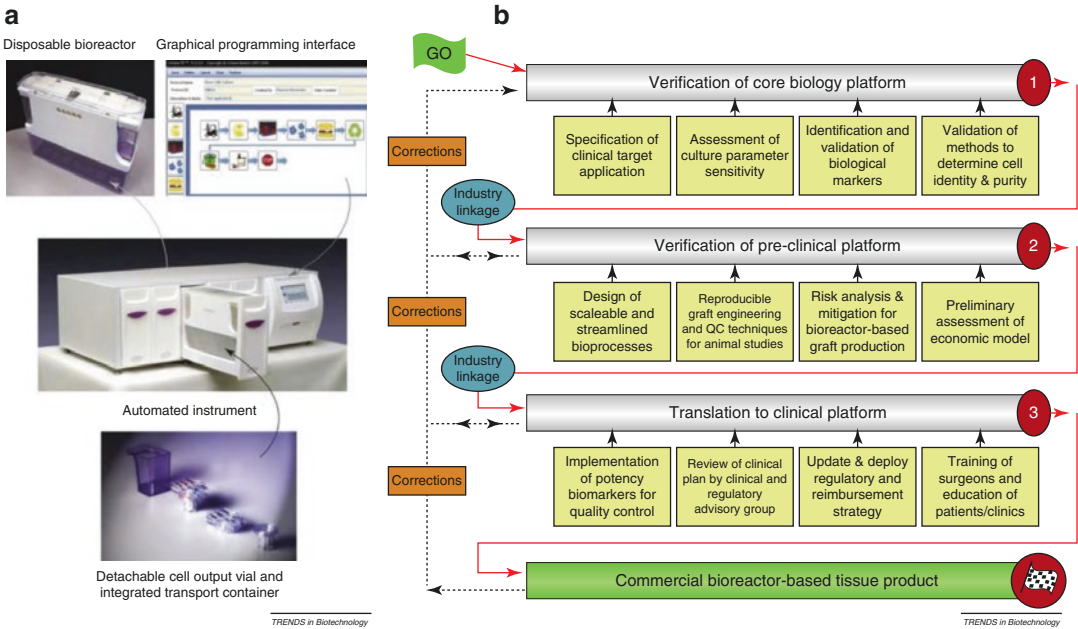 a
Disposable bioreactor
Graphical programming interface
Automated instrument
Detachable cell output vial and
integrated transport container
TRENDS in Biotechnology
b
GO
Verification of core biology platform
1
Specification of
clinical target
application
Assessment of
culture parameter
sensitivity
Identification and
validation of
biological
markers
Validation of
methods to
determine cell
identity & purity
Corrections
Industry
linkage
Verification of pre-clinical platform
2
Design of
scaleable and
streamlined
bioprocesses
Reproducible
graft engineering
and QC techniques
for animal studies
Risk analysis &
mitigation for
bioreactor-based
graft production
Preliminary
assessment of
economic model
Corrections
Industry
linkage
Translation to clinical platform
3
Implementation
of potency
biomarkers for
quality control
Review of clinical
plan by clinical and
regulatory
advisory group
Update & deploy
regulatory and
reimbursement
strategy
Training of
surgeons and
education of
patients/clinics
Corrections
Commercial bioreactor-based tissue product
TRENDS in Biotechnology